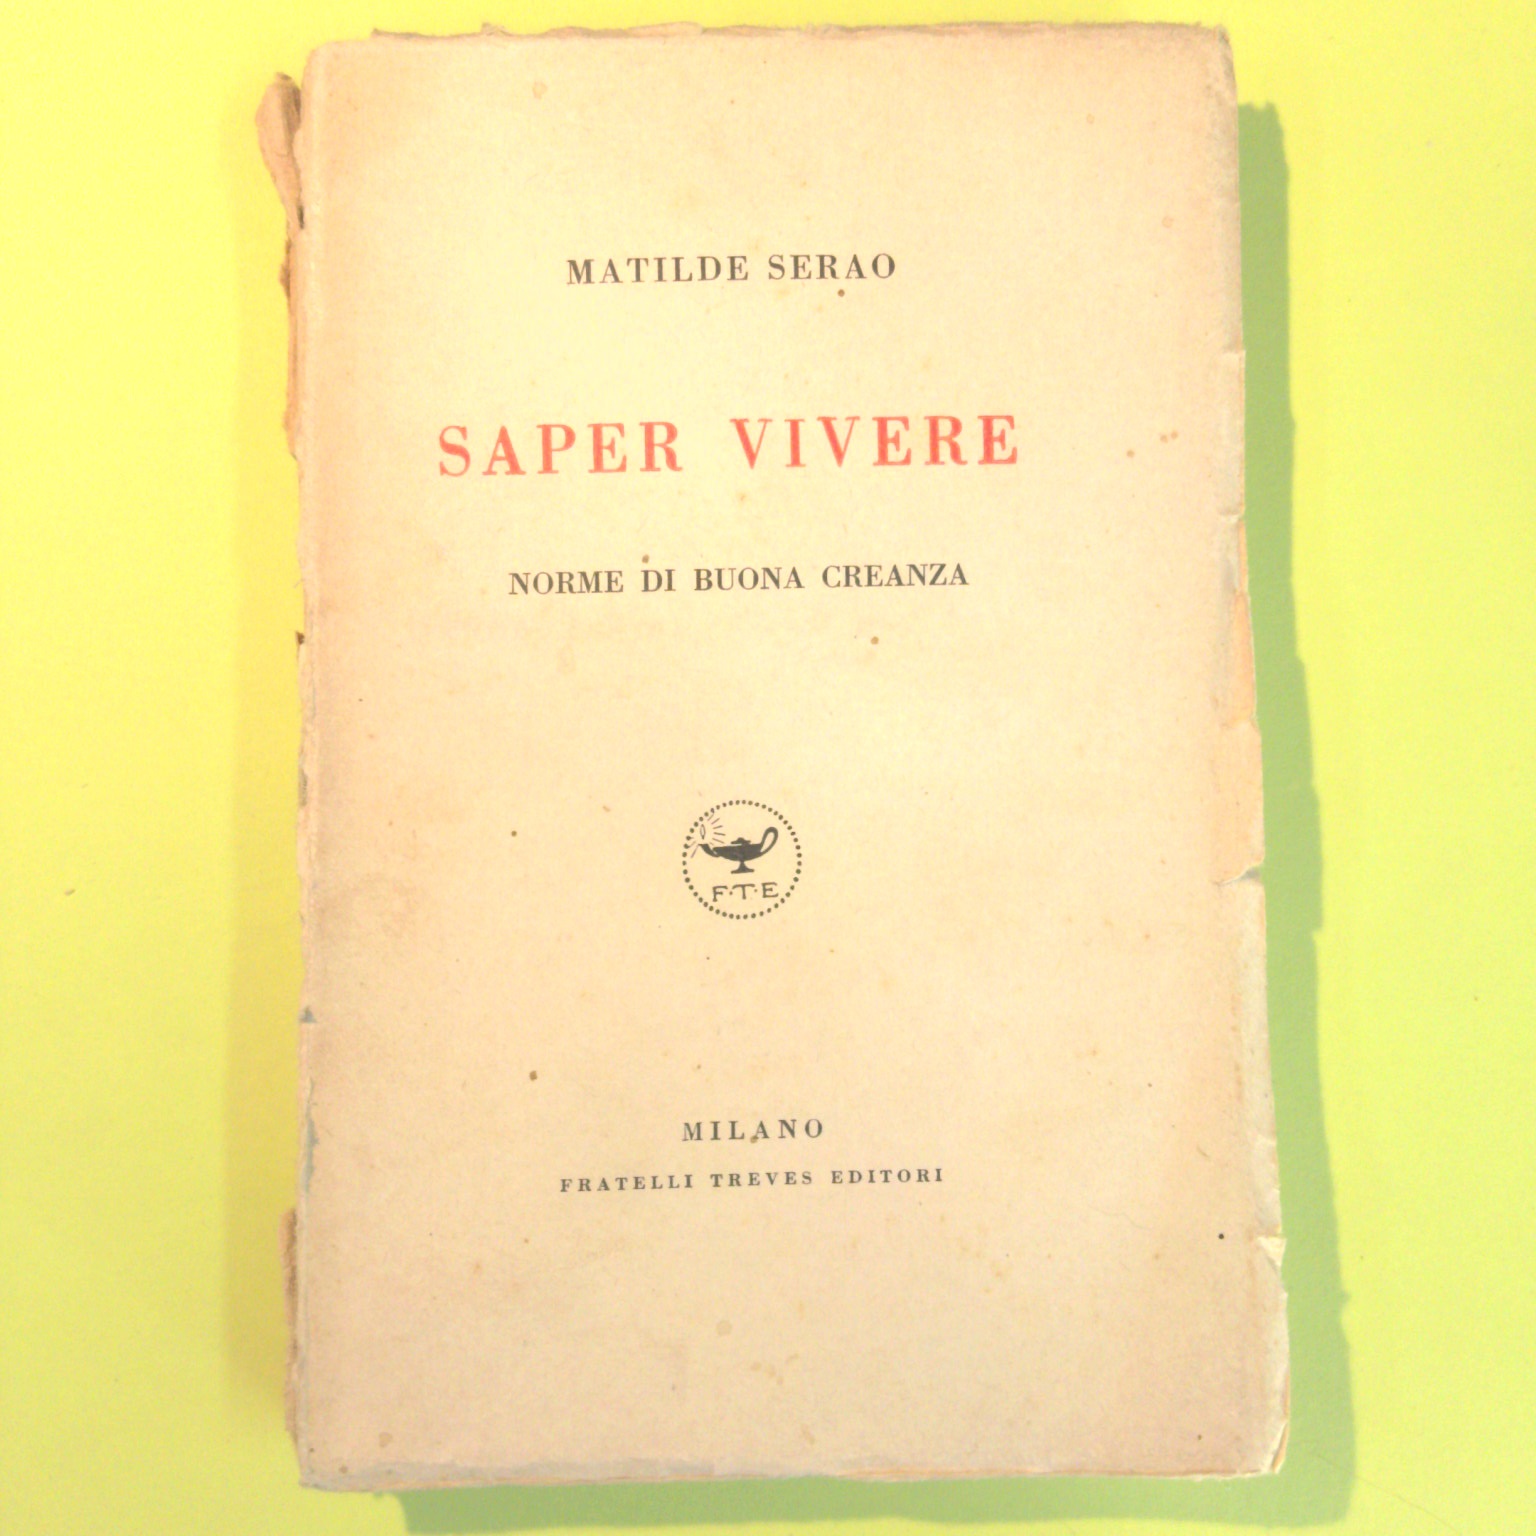 MATILDE SERAO
SAPER VIVERE
NORME DI BUONA CREANZA
F·T·E
MILANO
FRATELLI TREVES EDITORI